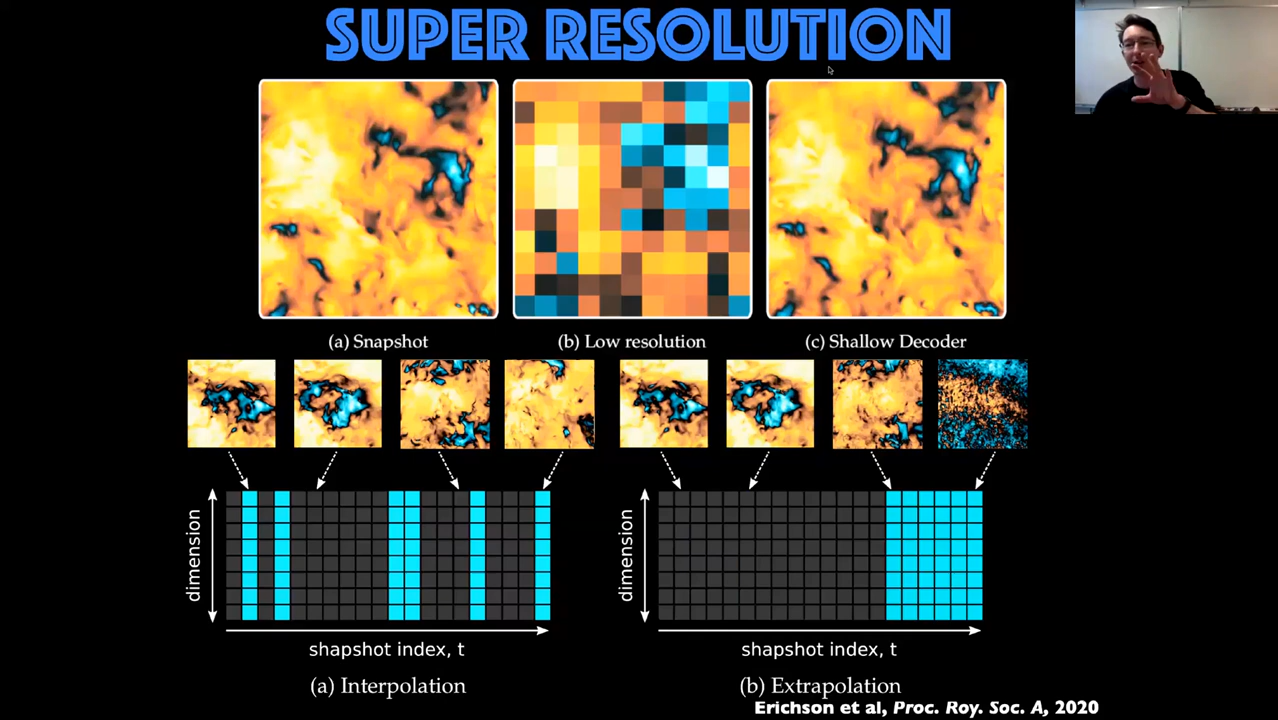 SUPER RESOLUTION
(a) Snapshot
(b) Low resolution
(c) Shallow Decoder
dimension
shapshot index, t
(a) Interpolation
dimension
shapshot index, t
(b) Extrapolation
Erichson et al, Proc. Roy. Soc. A, 2020